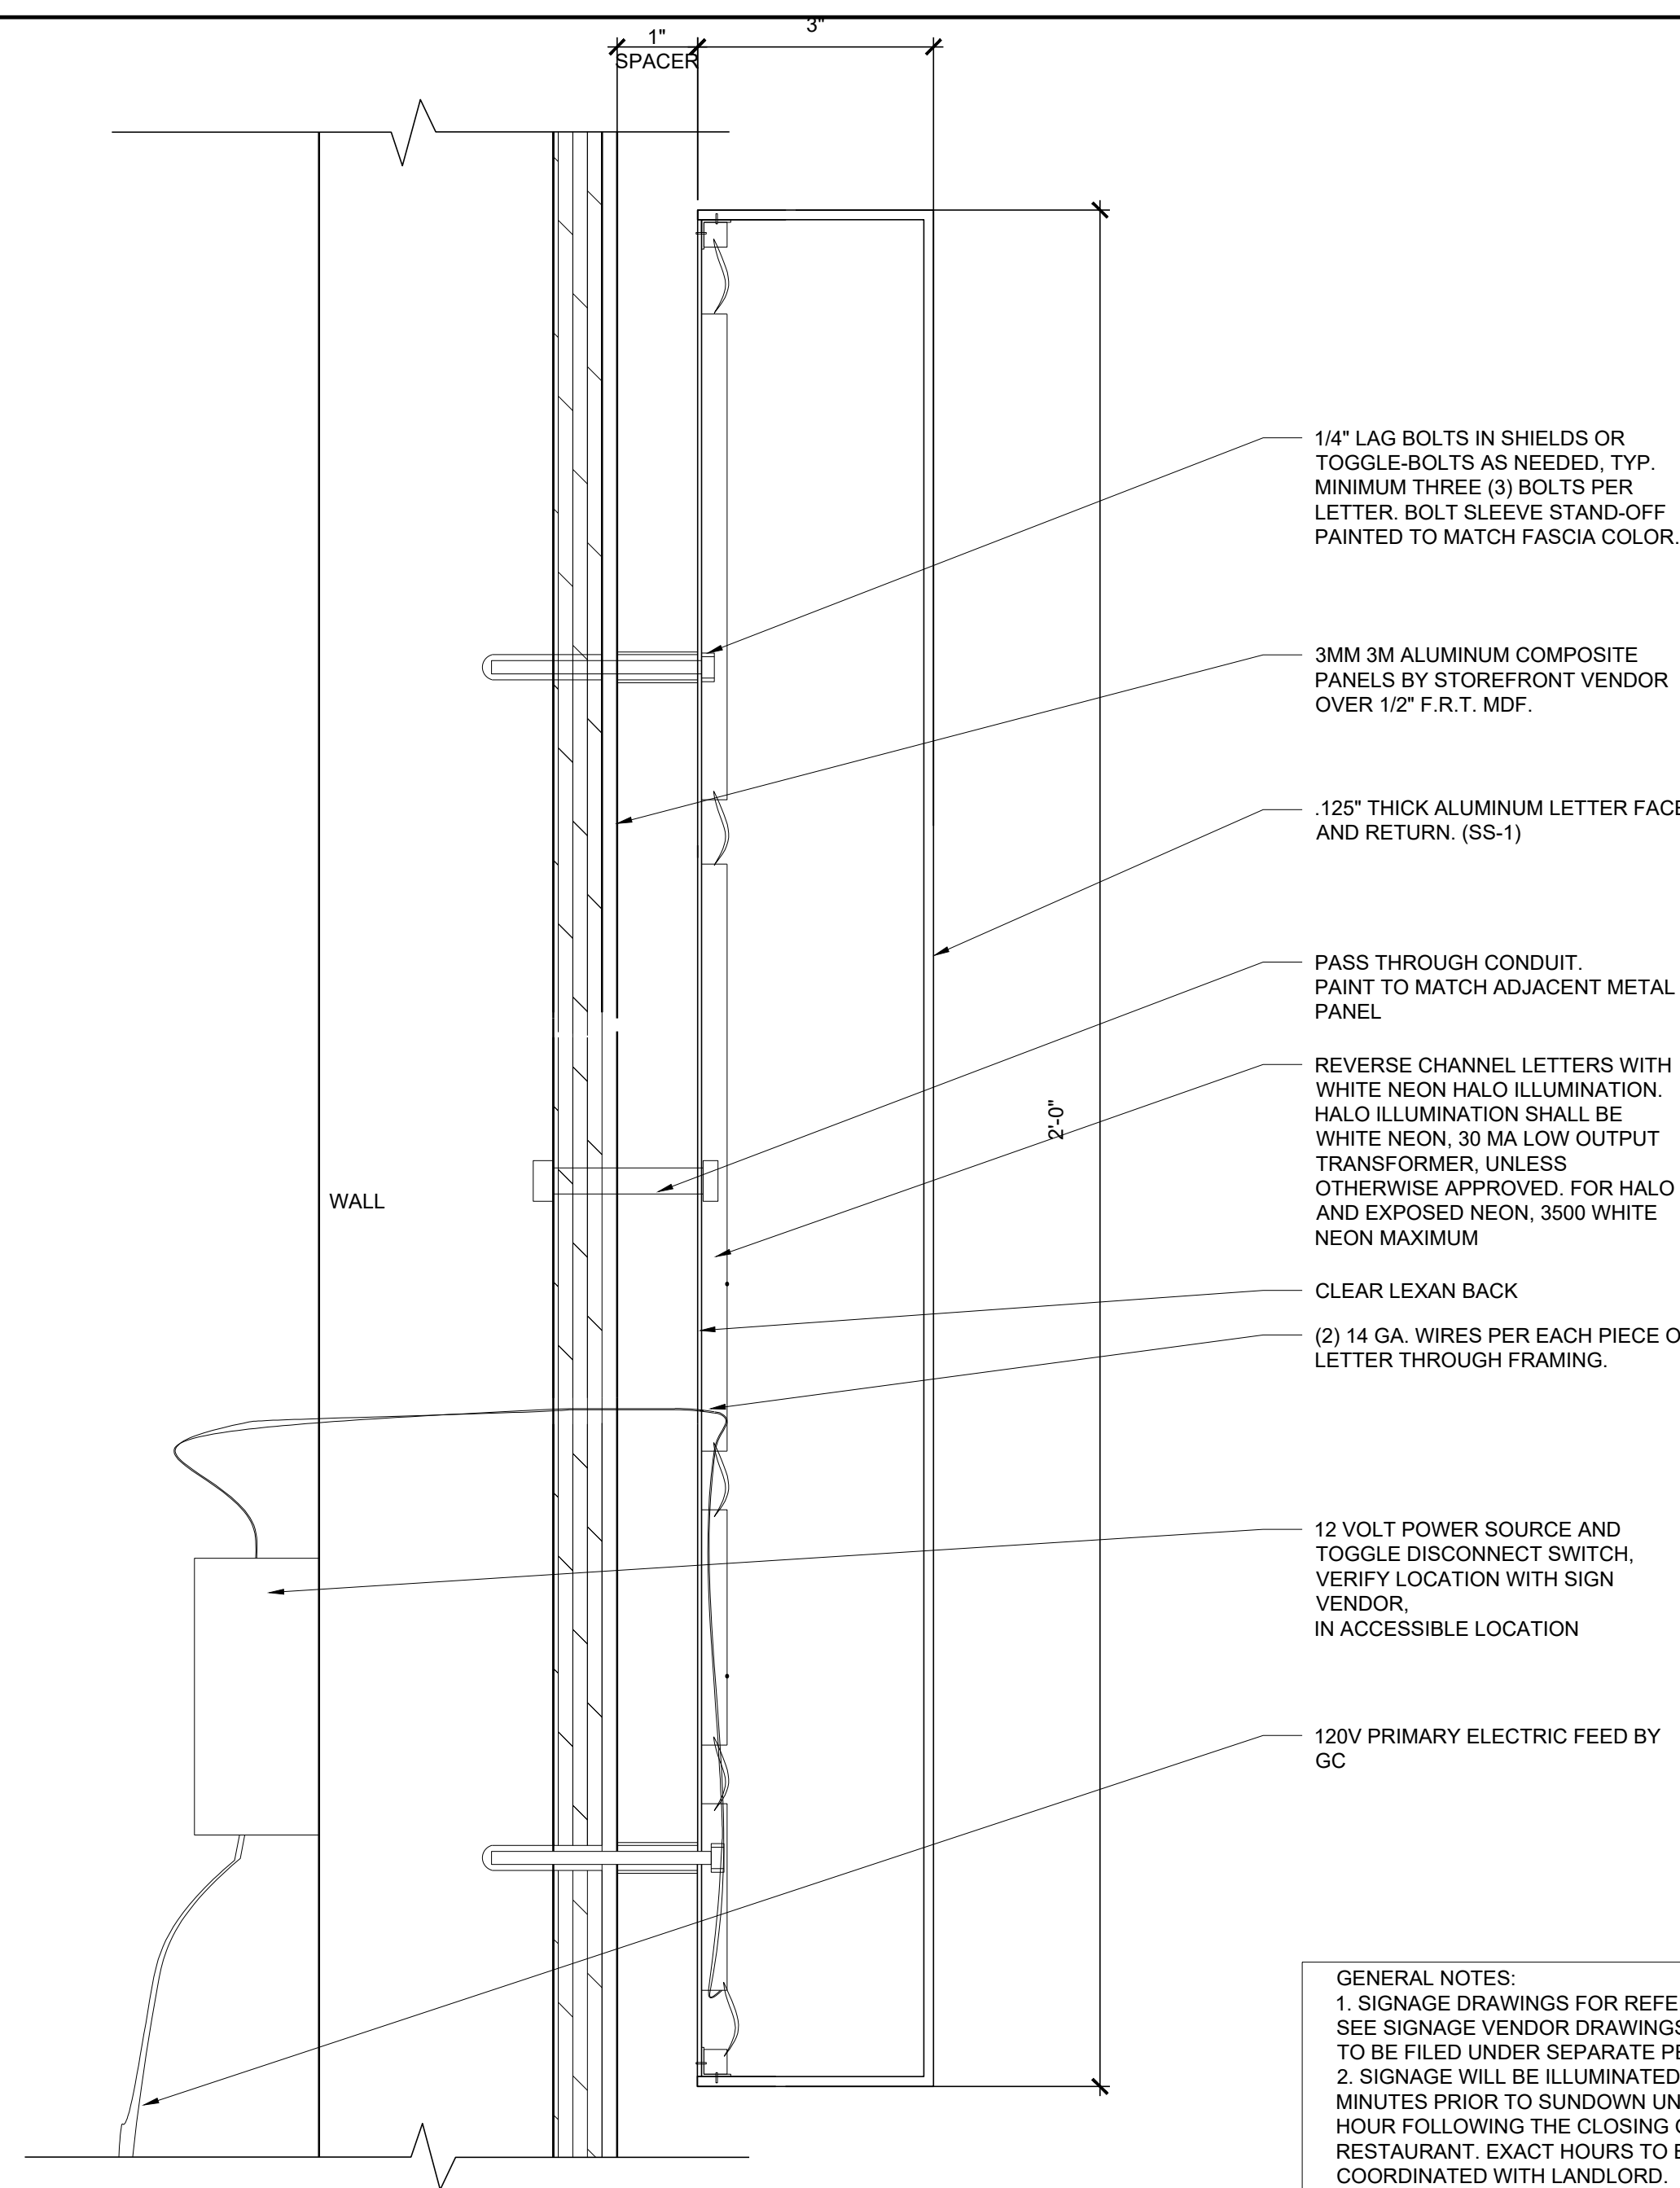 3"
1"
SPACER
1/4" LAG BOLTS IN SHIELDS OR
TOGGLE-BOLTS AS NEEDED, TYP.
MINIMUM THREE (3) BOLTS PER
LETTER. BOLT SLEEVE STAND-OFF
PAINTED TO MATCH FASCIA COLOR.
3MM 3M ALUMINUM COMPOSITE
PANELS BY STOREFRONT VENDOR
OVER 1/2" F.R.T. MDF.
.125" THICK ALUMINUM LETTER FACE
AND RETURN. (SS-1)
PASS THROUGH CONDUIT.
PAINT TO MATCH ADJACENT METAL
PANEL
REVERSE CHANNEL LETTERS WITH
WHITE NEON HALO ILLUMINATION.
HALO ILLUMINATION SHALL BE
WHITE NEON, 30 MA LOW OUTPUT
TRANSFORMER, UNLESS
OTHERWISE APPROVED. FOR HALO
AND EXPOSED NEON, 3500 WHITE
NEON MAXIMUM
2'-0"
WALL
CLEAR LEXAN BACK
(2) 14 GA. WIRES PER EACH PIECE
LETTER THROUGH FRAMING.
12 VOLT POWER SOURCE AND
TOGGLE DISCONNECT SWITCH,
VERIFY LOCATION WITH SIGN
VENDOR,
IN ACCESSIBLE LOCATION
120V PRIMARY ELECTRIC FEED BY
GC
GENERAL NOTES:
1. SIGNAGE DRAWINGS FOR
SEE SIGNAGE VENDOR DRAWINGS
TO BE FILED UNDER SEPARATE
2. SIGNAGE WILL BE ILLUMINATED
MINUTES PRIOR TO SUNDOWN
HOUR FOLLOWING THE CLOSING
RESTAURANT. EXACT HOURS TO
COORDINATED WITH LANDLORD.